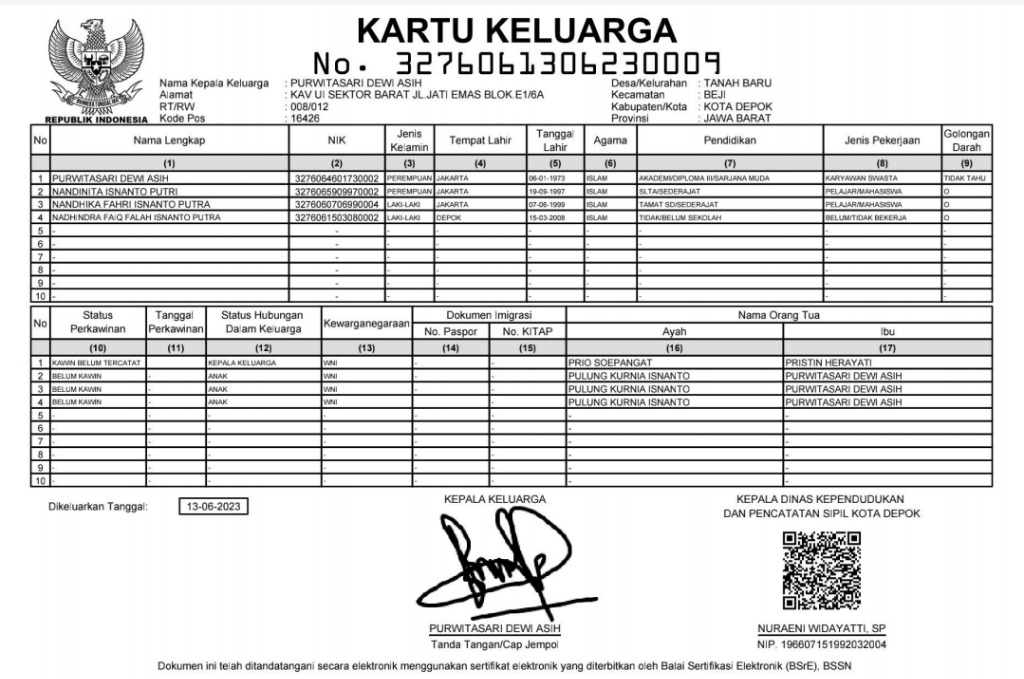 KARTU KELUARGA
No. 3276061306230009
REPUBLIK INDONESIA
Nama Kepala Keluarga : PURWITASARI DEWI ASIH
Alamat : KAV UI SEKTOR BARAT JL.JATI EMAS BLOK.E1/6A
RT/RW : 008/012
Kode Pos : 16426
Desa/Kelurahan : TANAH BARU
Kecamatan : BEJI
Kabupaten/Kota : KOTA DEPOK
Provinsi : JAWA BARAT
No Nama Lengkap NIK Jenis Kelamin Tempat Lahir Tanggal Lahir Agama Pendidikan Jenis Pekerjaan Golongan Darah
(1) (2) (3) (4) (5) (6) (7) (8) (9)
1 PURWITASARI DEWI ASIH 3276064601730002 PEREMPUAN JAKARTA 06-01-1973 ISLAM AKADEMI/DIPLOMA III/SARJANA MUDA KARYAWAN SWASTA TIDAK TAHU
2 NANDINITA ISNANTO PUTRI 3276065909970002 PEREMPUAN JAKARTA 19-09-1997 ISLAM SLTA/SEDERAJAT PELAJAR/MAHASISWA O
3 NANDHIKA FAHRI ISNANTO PUTRA 3276060706990004 LAKI-LAKI JAKARTA 07-06-1999 ISLAM TAMAT SD/SEDERAJAT PELAJAR/MAHASISWA O
4 NADHINDRA FAIQ FALAH ISNANTO PUTRA 3276061503080002 LAKI-LAKI DEPOK 15-03-2008 ISLAM TIDAK/BELUM SEKOLAH BELUM/TIDAK BEKERJA O
5 - - - - - - - - -
6 - - - - - - - - -
7 - - - - - - - - -
8 - - - - - - - - -
9 - - - - - - - - -
10 - - - - - - - - -
No Status Perkawinan Tanggal Perkawinan Status Hubungan Dalam Keluarga Kewarganegaraan Dokumen Imigrasi Nama Orang Tua
No. Paspor No. KITAP Ayah Ibu
(10) (11) (12) (13) (14) (15) (16) (17)
1 KAWIN BELUM TERCATAT - KEPALA KELUARGA WNI - - PRIO SOEPANGAT PRISTIN HERAYATI
2 BELUM KAWIN - ANAK WNI - - PULUNG KURNIA ISNANTO PURWITASARI DEWI ASIH
3 BELUM KAWIN - ANAK WNI - - PULUNG KURNIA ISNANTO PURWITASARI DEWI ASIH
4 BELUM KAWIN - ANAK WNI - - PULUNG KURNIA ISNANTO PURWITASARI DEWI ASIH
5 - - - - - - - -
6 - - - - - - - -
7 - - - - - - - -
8 - - - - - - - -
9 - - - - - - - -
10 - - - - - - - -
Dikeluarkan Tanggal: 13-06-2023
KEPALA KELUARGA
PURWITASARI DEWI ASIH
Tanda Tangan/Cap Jempol
KEPALA DINAS KEPENDUDUKAN
DAN PENCATATAN SIPIL KOTA DEPOK
NURAENI WIDAYATTI, SP
NIP. 196607151992032004
Dokumen ini telah ditandatangani secara elektronik menggunakan sertifikat elektronik yang diterbitkan oleh Balai Sertifikasi Elektronik (BSrE), BSSN